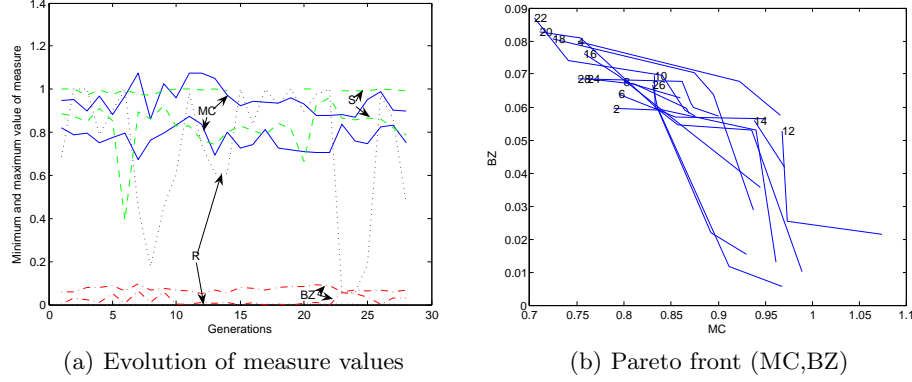 1.4
1.2
1
0.8
0.6
0.4
0.2
0
0 5 10 15 20 25 30
Minimum and maximum value of measure
Generations
MC
S
R
BZ
(a) Evolution of measure values
0.09
0.08
0.07
0.06
0.05
0.04
0.03
0.02
0.01
0
0.7 0.75 0.8 0.85 0.9 0.95 1 1.05 1.1
BZ
MC
22
20
18
4
16
28
24
8
10
26
6
2
14
12
(b) Pareto front (MC,BZ)